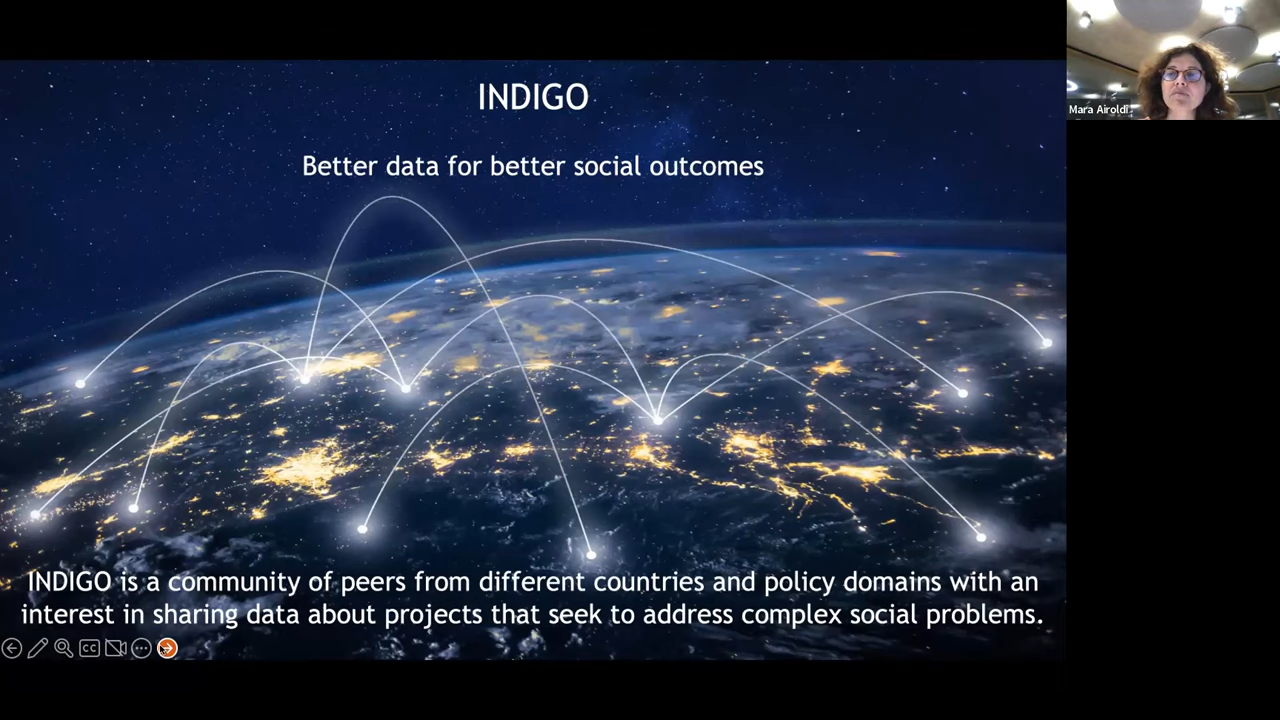 INDIGO
Better data for better social outcomes
INDIGO is a community of peers from different countries and policy domains with an
interest in sharing data about projects that seek to address complex social problems.
CC
Mara Airoldi